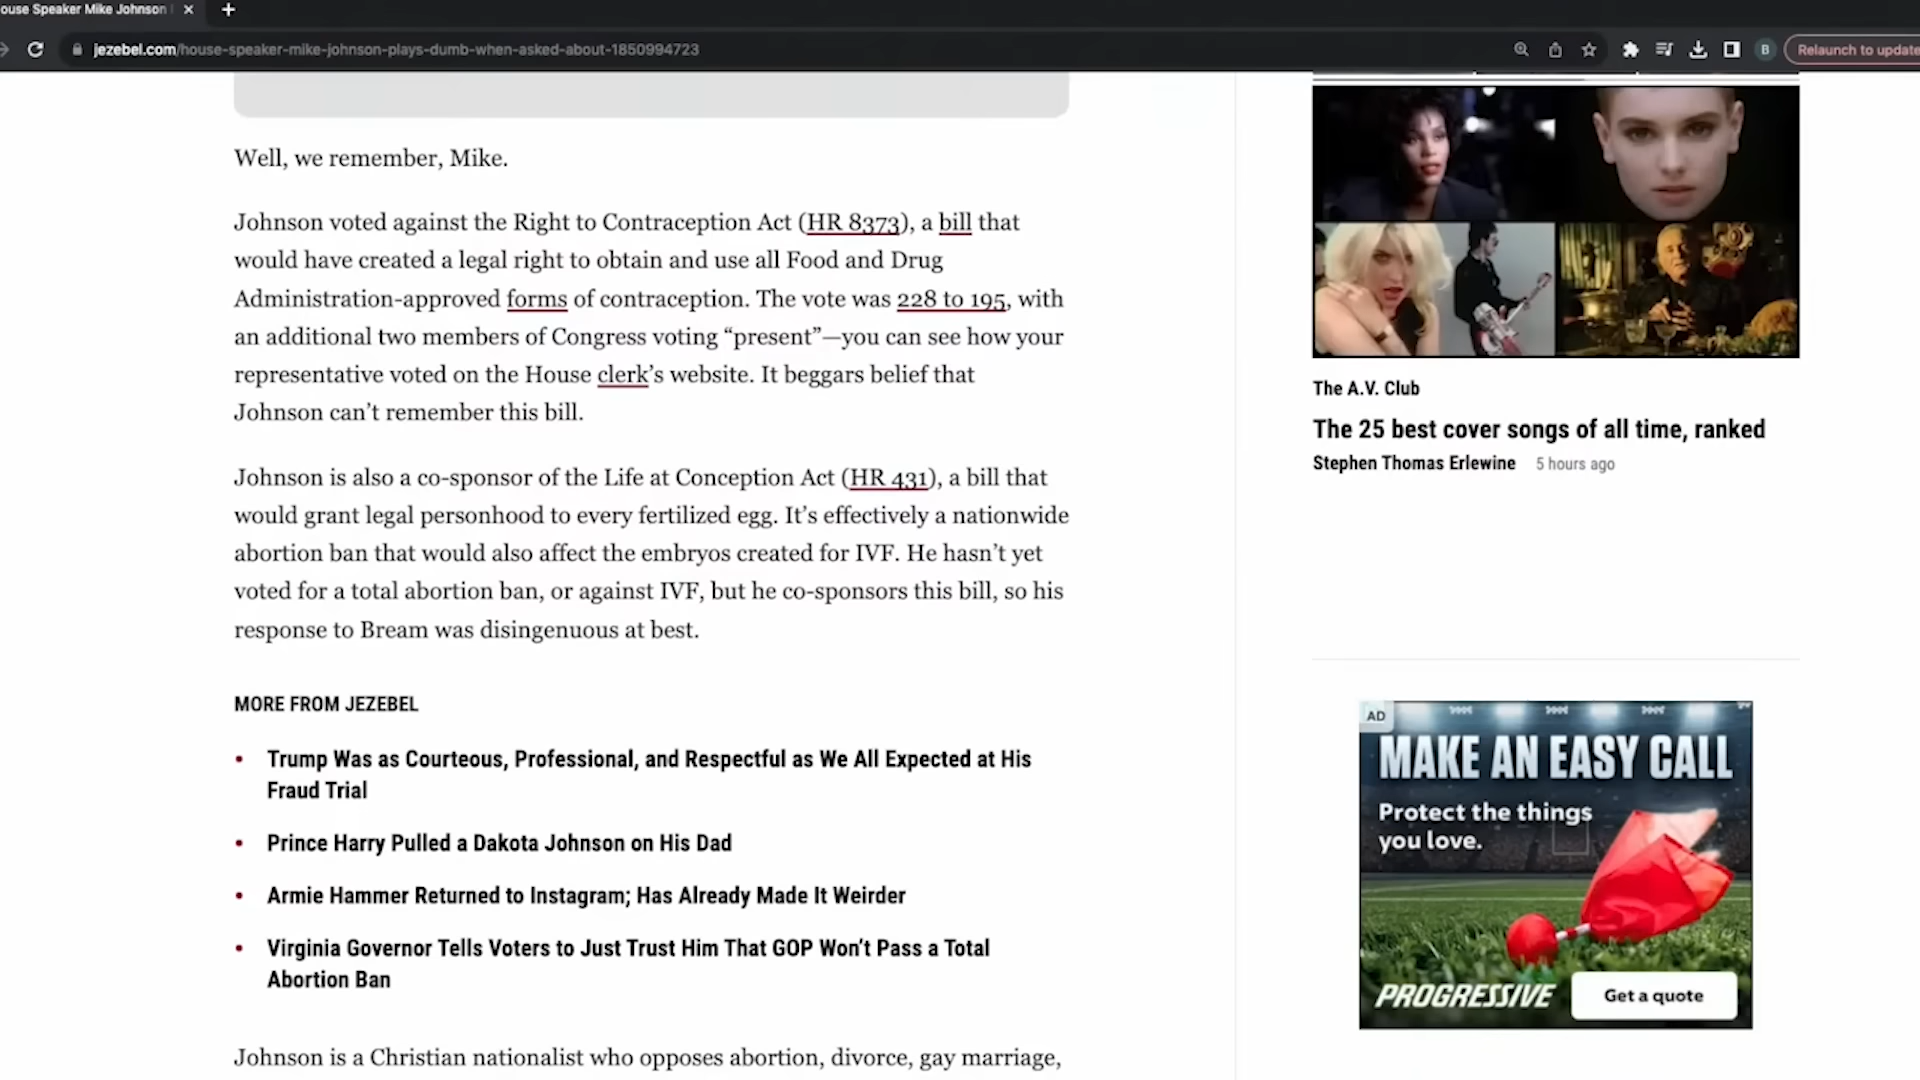 ouse Speaker Mike Johnson
jezebel.com/house-speaker-mike-johnson-plays-dumb-when-asked-about-1850994723
B
Relaunch to update
Well, we remember, Mike.
Johnson voted against the Right to Contraception Act (HR 8373), a bill that
would have created a legal right to obtain and use all Food and Drug
Administration-approved forms of contraception. The vote was 228 to 195, with
an additional two members of Congress voting “present”—you can see how your
representative voted on the House clerk’s website. It beggars belief that
Johnson can’t remember this bill.
Johnson is also a co-sponsor of the Life at Conception Act (HR 431), a bill that
would grant legal personhood to every fertilized egg. It’s effectively a nationwide
abortion ban that would also affect the embryos created for IVF. He hasn’t yet
voted for a total abortion ban, or against IVF, but he co-sponsors this bill, so his
response to Bream was disingenuous at best.
MORE FROM JEZEBEL
Trump Was as Courteous, Professional, and Respectful as We All Expected at His
Fraud Trial
Prince Harry Pulled a Dakota Johnson on His Dad
Armie Hammer Returned to Instagram; Has Already Made It Weirder
Virginia Governor Tells Voters to Just Trust Him That GOP Won’t Pass a Total
Abortion Ban
Johnson is a Christian nationalist who opposes abortion, divorce, gay marriage,
The A.V. Club
The 25 best cover songs of all time, ranked
Stephen Thomas Erlewine 5 hours ago
AD
MAKE AN EASY CALL
Protect the things
you love.
PROGRESSIVE
Get a quote